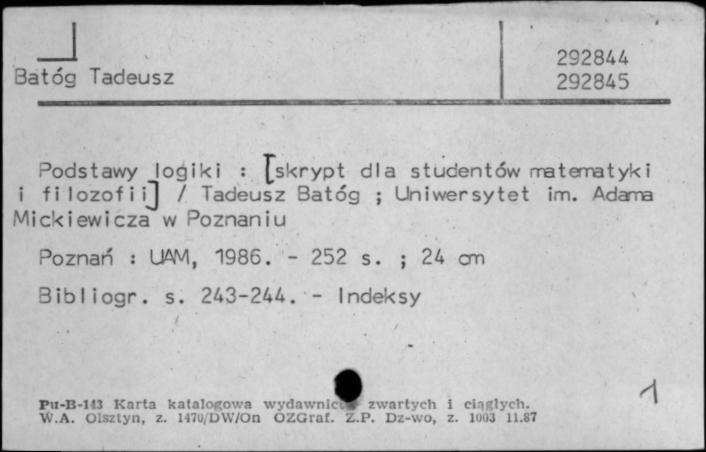 292844
Batóg Tadeusz
292845
Podstawy logiki : [skrypt dla studentów matematyki
i filozofii] / Tadeusz Batóg ; Uniwersytet im. Adama
Mickiewicza w Poznaniu
Poznań : UAM, 1986. - 252 s. ; 24 cm
Bibliogr. s. 243-244. - Indeksy
1
Pu-B-143 Karta katalogowa zwartych i ciągłych.
W.A. Olsztyn, z. 1470/DW/On OZGraf. Z.P. Dz-wo, z. 1003 11.87